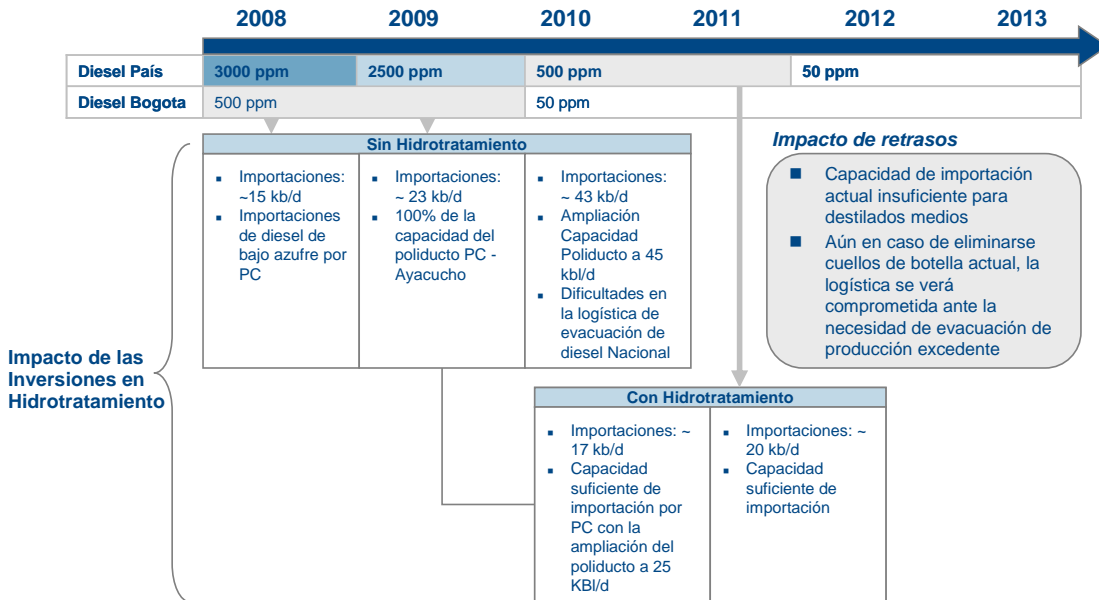 2008 2009 2010 2011 2012 2013
Diesel País 3000 ppm 2500 ppm 500 ppm 50 ppm
Diesel Bogota 500 ppm 50 ppm
Sin Hidrotratamiento
Importaciones:
~15 kb/d
Importaciones
de diesel de
bajo azufre por
PC
Importaciones:
~ 23 kb/d
100% de la
capacidad del
poliducto PC -
Ayacucho
Importaciones:
~ 43 kb/d
Ampliación
Capacidad
Poliducto a 45
kbl/d
Dificultades en
la logística de
evacuación de
diesel Nacional
Impacto de retrasos
Capacidad de importación
actual insuficiente para
destilados medios
Aún en caso de eliminarse
cuellos de botella actual, la
logística se verá
comprometida ante la
necesidad de evacuación de
producción excedente
Impacto de las
Inversiones en
Hidrotratamiento
Con Hidrotratamiento
Importaciones: ~
17 kb/d
Capacidad
suficiente de
importación por
PC con la
ampliación del
poliducto a 25
KBl/d
Importaciones: ~
20 kb/d
Capacidad
suficiente de
importación